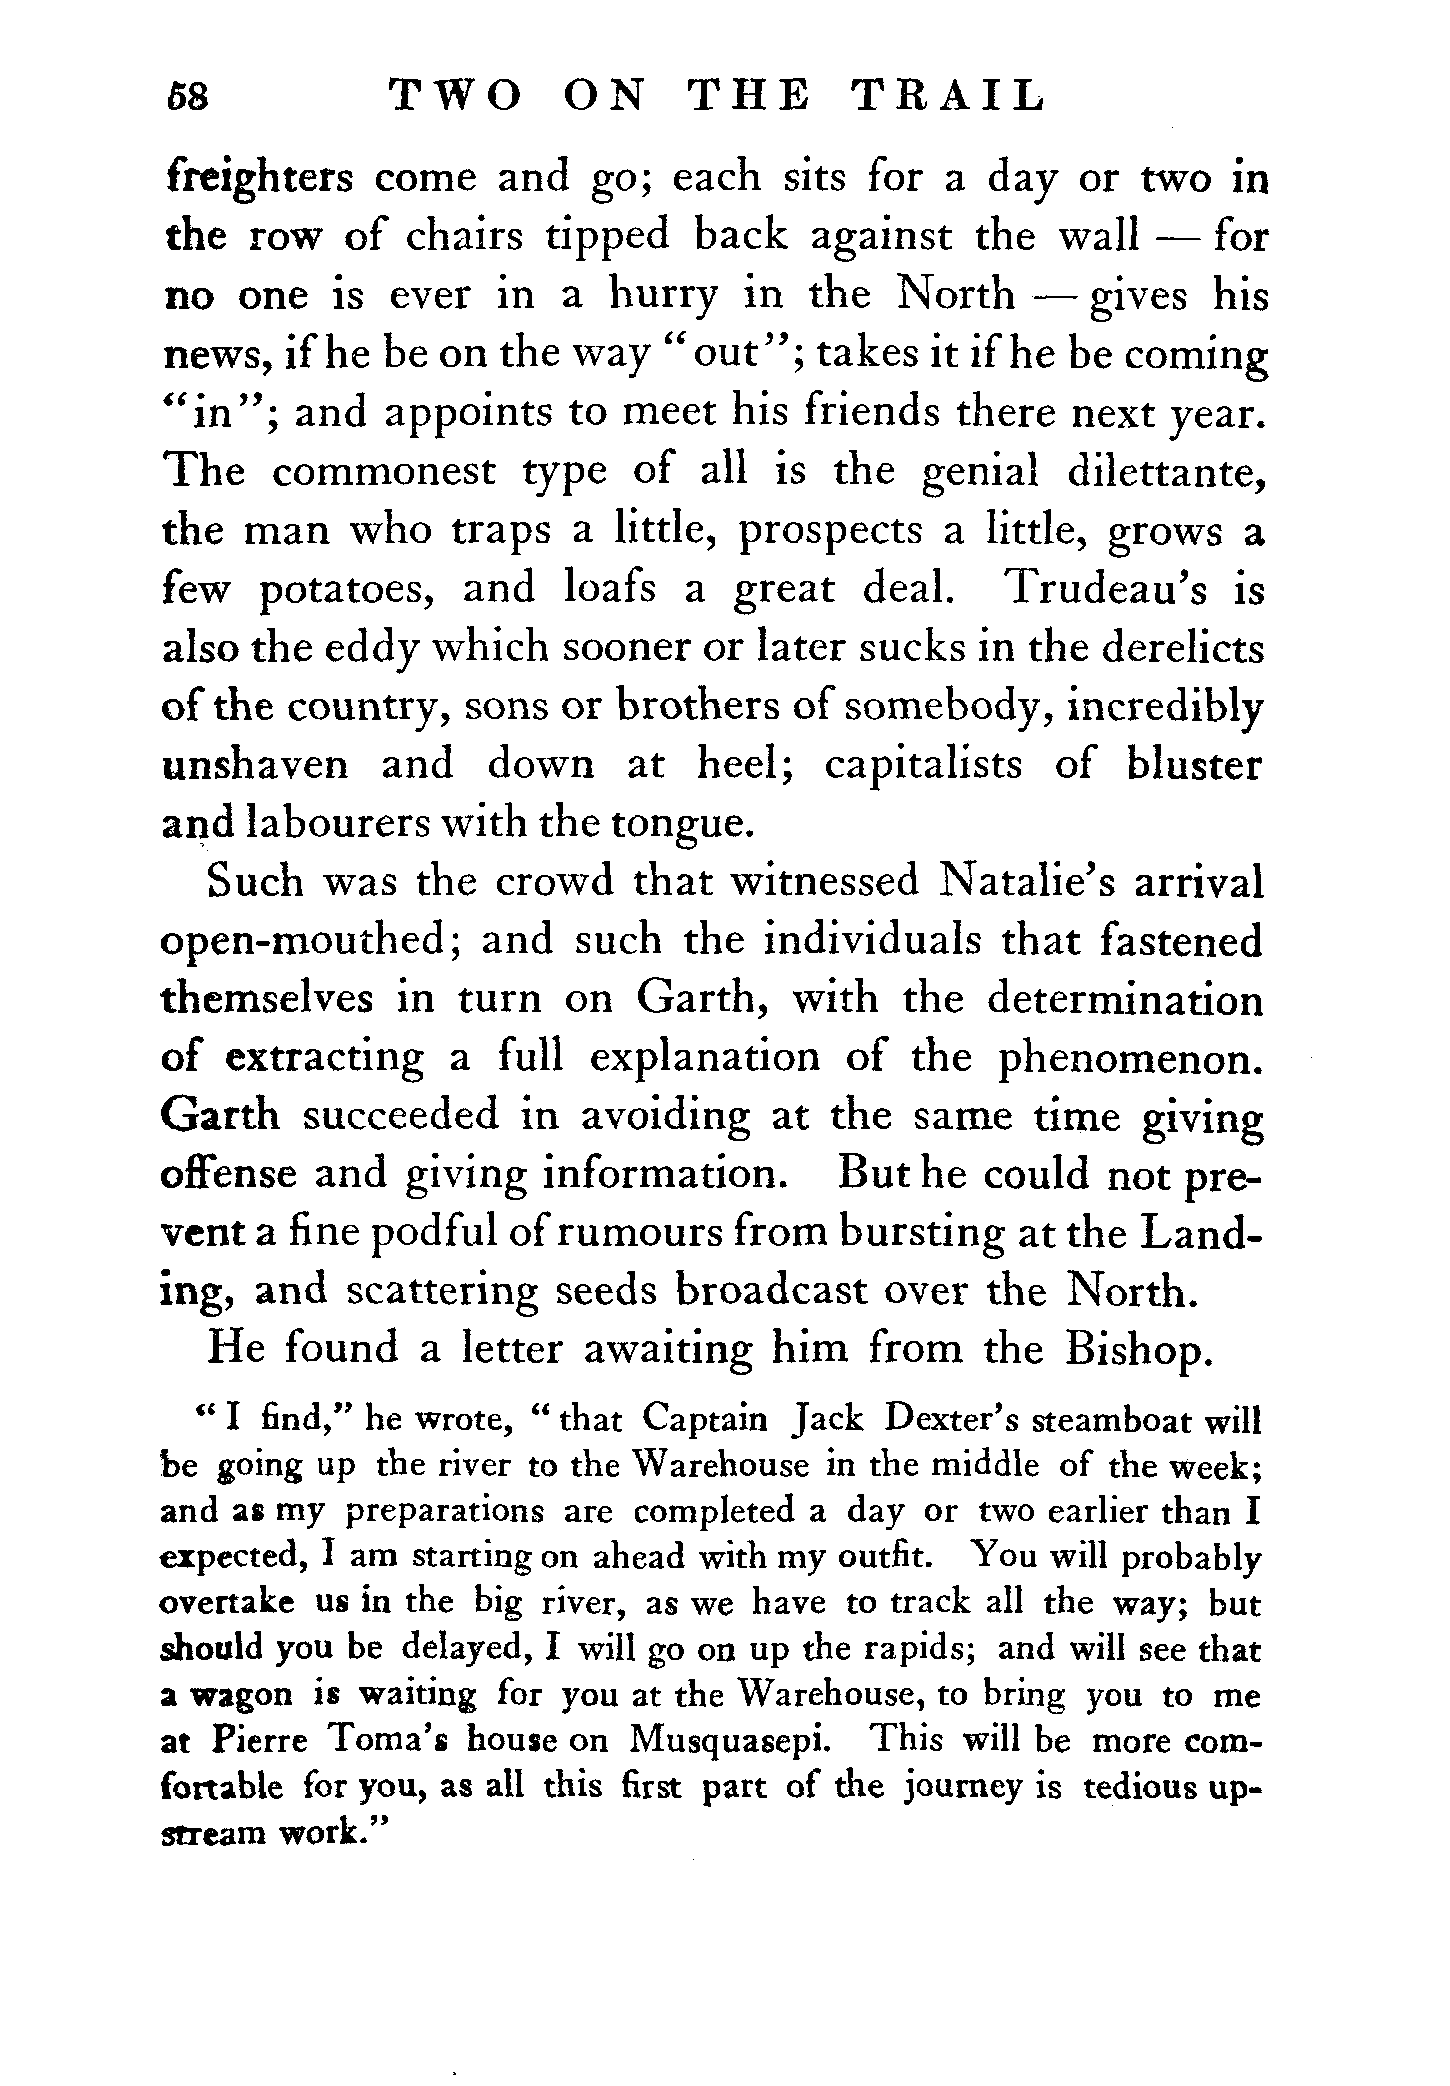 58 TWO ON THE TRAIL
freighters come and go; each sits for a day or two in
the row of chairs tipped back against the wall — for
no one is ever in a hurry in the North — gives his
news, if he be on the way "out"; takes it if he be coming
"in"; and appoints to meet his friends there next year.
The commonest type of all is the genial dilettante,
the man who traps a little, prospects a little, grows a
few potatoes, and loafs a great deal. Trudeau's is
also the eddy which sooner or later sucks in the derelicts
of the country, sons or brothers of somebody, incredibly
unshaven and down at heel; capitalists of bluster
and labourers with the tongue.
Such was the crowd that witnessed Natalie's arrival
open-mouthed; and such the individuals that fastened
themselves in turn on Garth, with the determination
of extracting a full explanation of the phenomenon.
Garth succeeded in avoiding at the same time giving
offense and giving information. But he could not pre-
vent a fine podful of rumours from bursting at the Land-
ing, and scattering seeds broadcast over the North.
He found a letter awaiting him from the Bishop.
"I find," he wrote, "that Captain Jack Dexter's steamboat will
be going up the river to the Warehouse in the middle of the week;
and as my preparations are completed a day or two earlier than I
expected, I am starting on ahead with my outfit. You will probably
overtake us in the big river, as we have to track all the way; but
should you be delayed, I will go on up the rapids; and will see that
a wagon is waiting for you at the Warehouse, to bring you to me
at Pierre Toma's house on Musquasepi. This will be more com-
fortable for you, as all this first part of the journey is tedious up-
stream work."